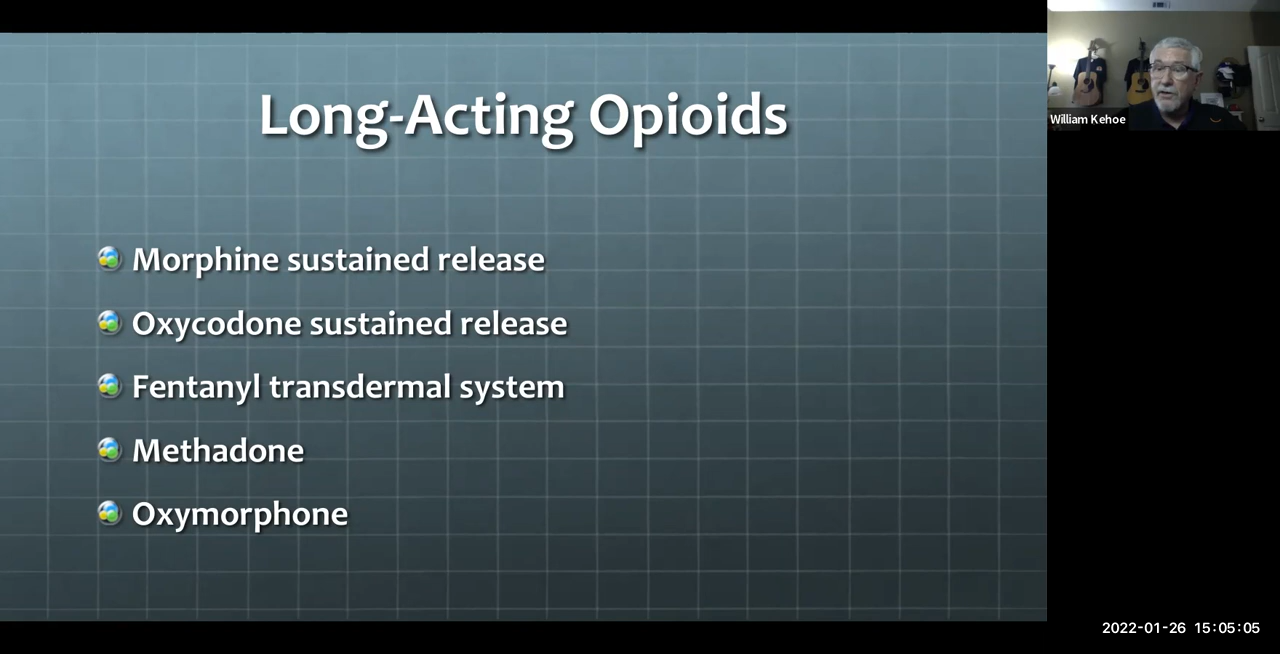 Long-Acting Opioids
Morphine sustained release
Oxycodone sustained release
Fentanyl transdermal system
Methadone
Oxymorphone
William Kehoe
2022-01-26 15:05:05